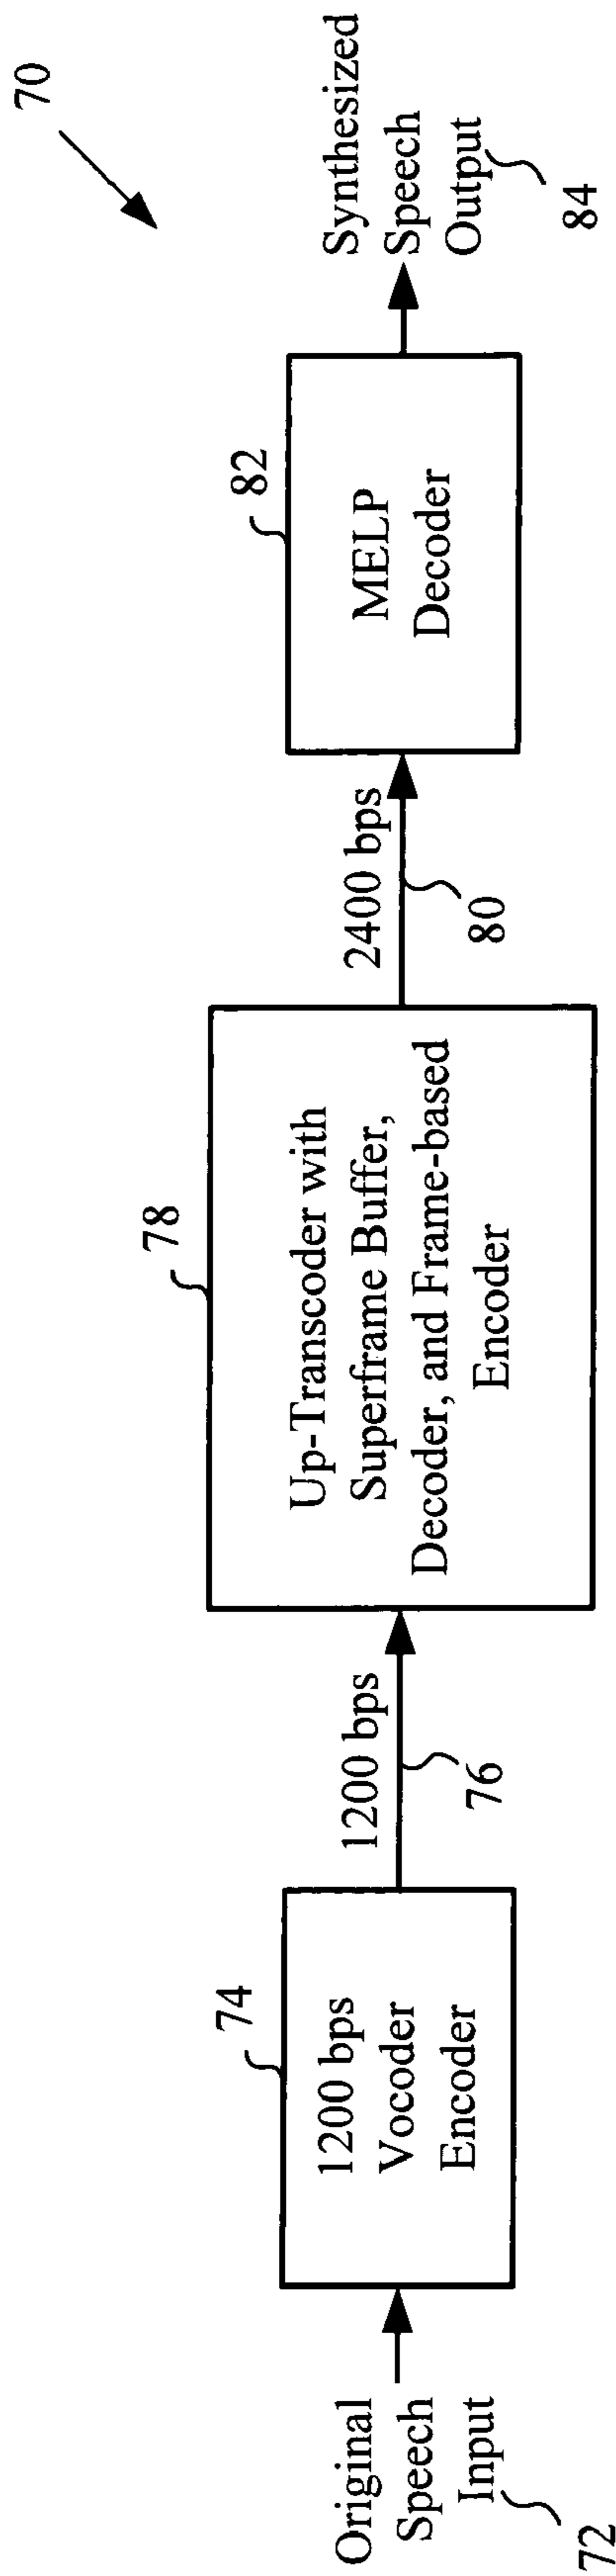 70
Original
Speech
Input
72
74
1200 bps
Vocoder
Encoder
1200 bps
76
78
Up-Transcoder with
Superframe Buffer,
Decoder, and Frame-based
Encoder
2400 bps
80
82
MELP
Decoder
Synthesized
Speech
Output
84